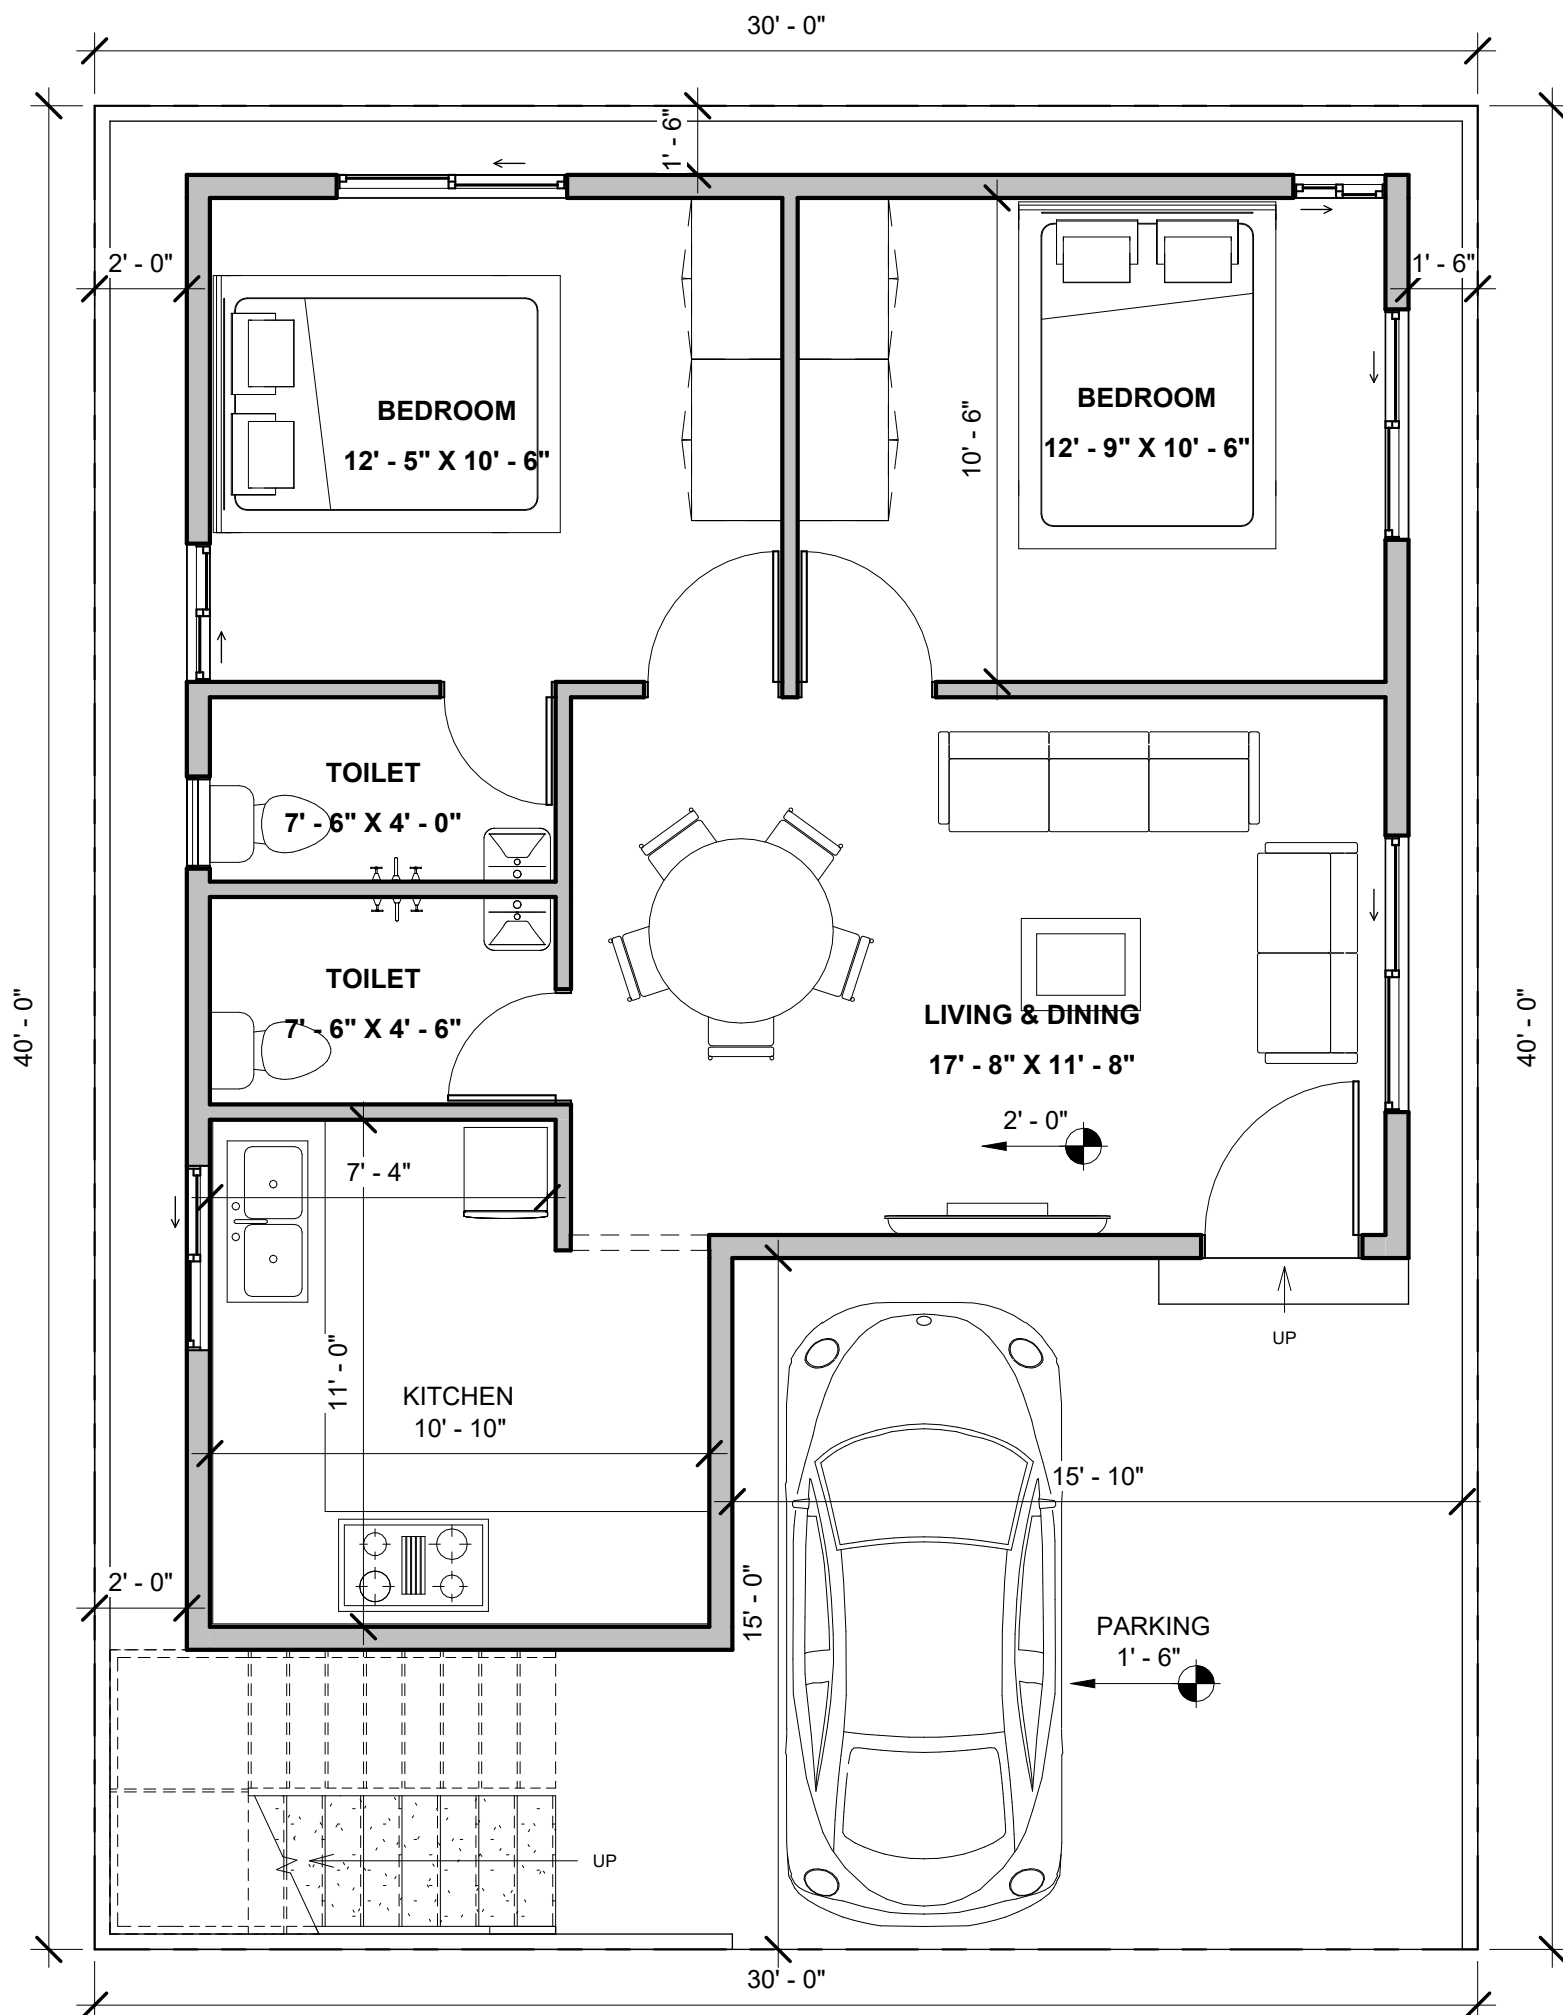 30' - 0"
1' - 6"
2' - 0"
1' - 6"
BEDROOM
12' - 5" X 10' - 6"
BEDROOM
12' - 9" X 10' - 6"
10' - 6"
TOILET
7' - 6" X 4' - 0"
TOILET
7' - 6" X 4' - 6"
40' - 0"
LIVING & DINING
17' - 8" X 11' - 8"
40' - 0"
2' - 0"
7' - 4"
UP
11' - 0"
KITCHEN
10' - 10"
15' - 10"
2' - 0"
15' - 0"
PARKING
1' - 6"
UP
30' - 0"